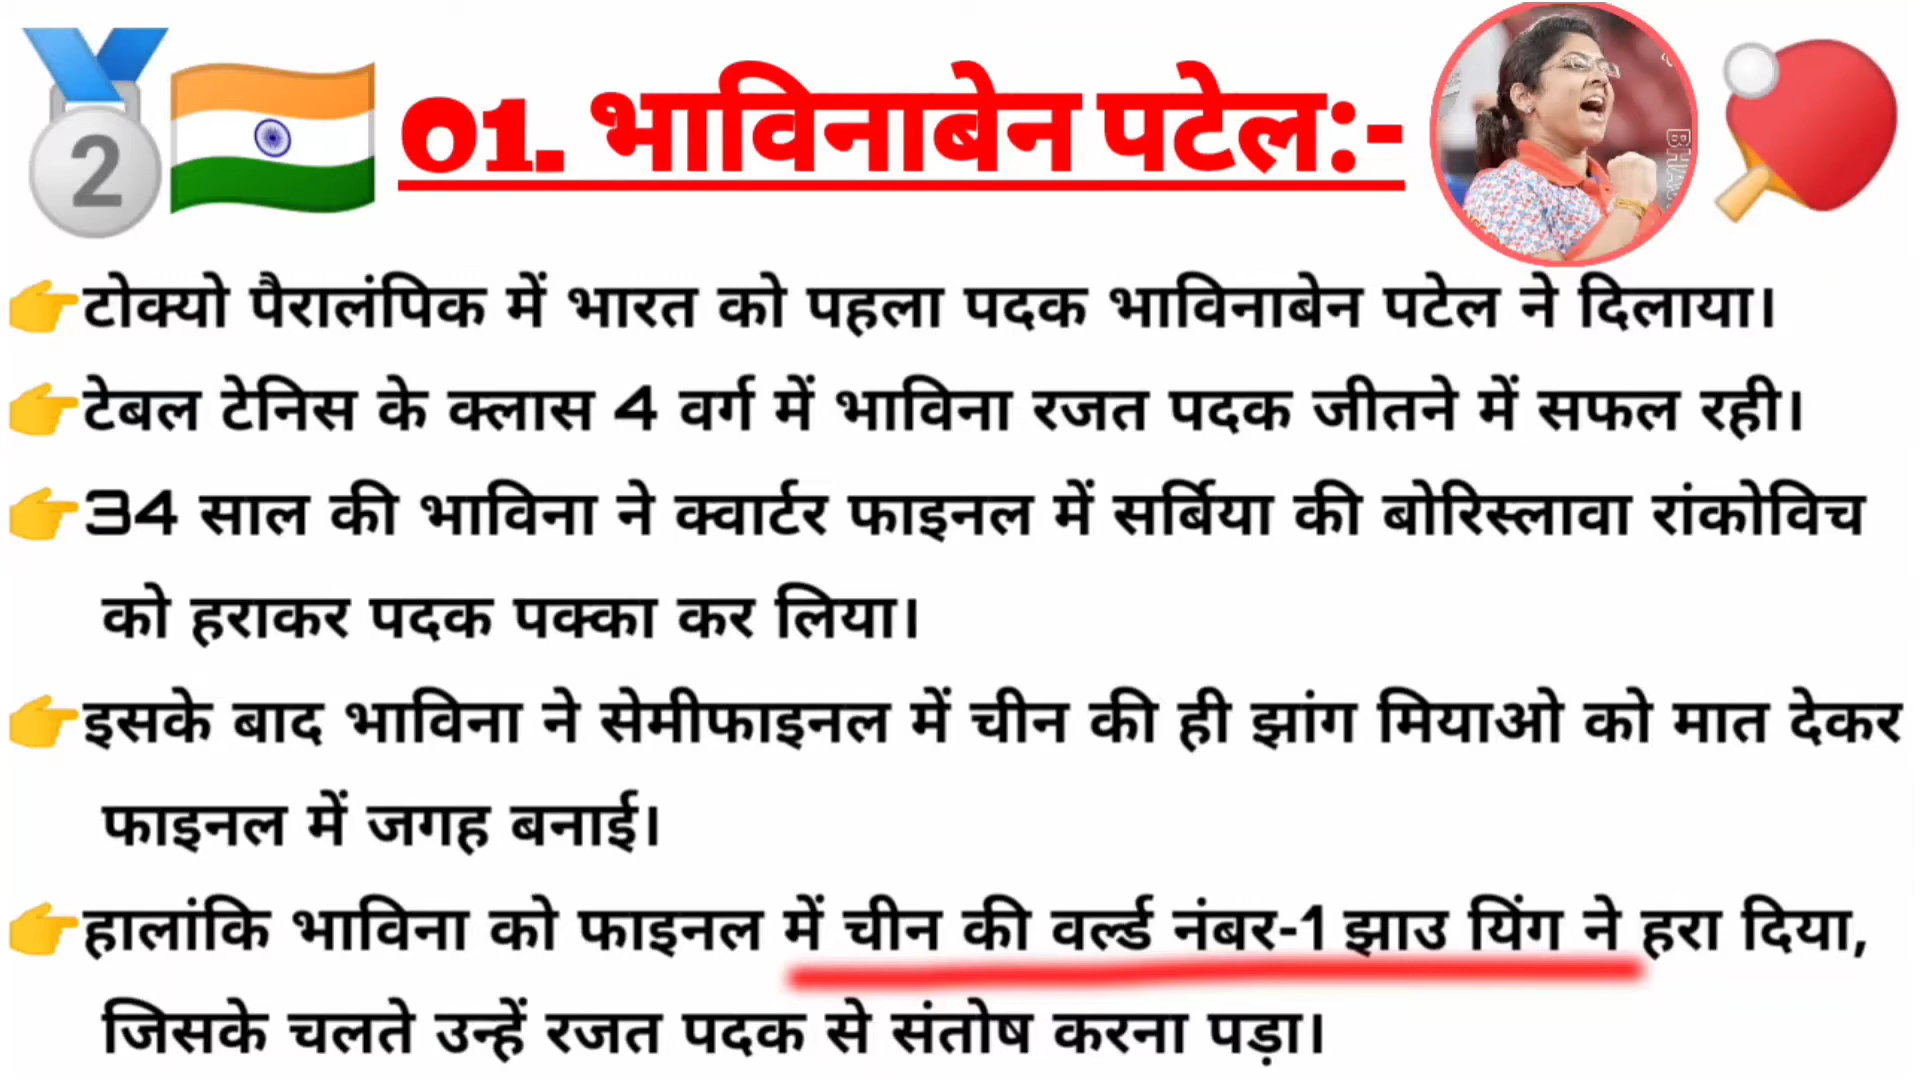 2
01. भाविनाबेन पटेल:-
टोक्यो पैरालंपिक में भारत को पहला पदक भाविनाबेन पटेल ने दिलाया।
टेबल टेनिस के क्लास 4 वर्ग में भाविना रजत पदक जीतने में सफल रही।
34 साल की भाविना ने क्वार्टर फाइनल में सर्बिया की बोरिस्लावा रांकोविच
को हराकर पदक पक्का कर लिया।
इसके बाद भाविना ने सेमीफाइनल में चीन की ही झांग मियाओ को मात देकर
फाइनल में जगह बनाई।
हालांकि भाविना को फाइनल में चीन की वर्ल्ड नंबर-1 झाउ यिंग ने हरा दिया,
जिसके चलते उन्हें रजत पदक से संतोष करना पड़ा।